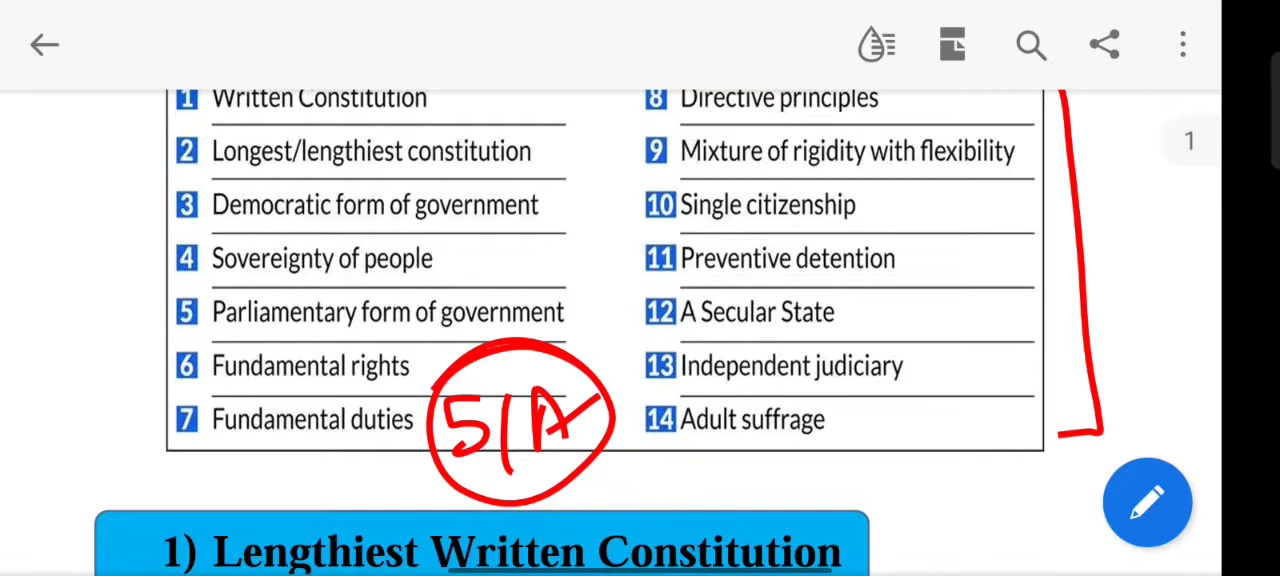 1 Written Constitution
2 Longest/lengthiest constitution
3 Democratic form of government
4 Sovereignty of people
5 Parliamentary form of government
6 Fundamental rights
7 Fundamental duties
51A
8 Directive principles
9 Mixture of rigidity with flexibility
10 Single citizenship
11 Preventive detention
12 A Secular State
13 Independent judiciary
14 Adult suffrage
1
1) Lengthiest Written Constitution